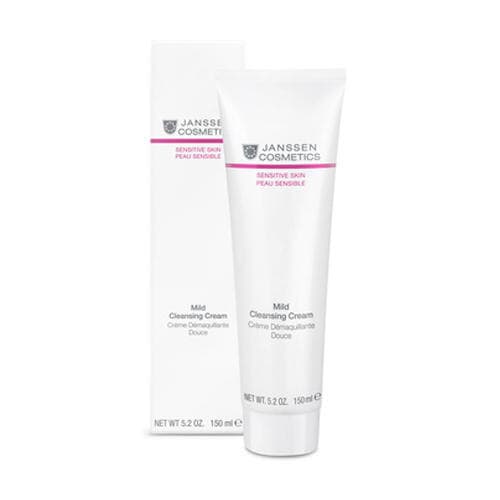 JANSSEN
COSMETICS
SENSITIVE SKIN
PEAU SENSIBLE
Mild
Cleansing Cream
Crème Démaquillante
Douce
NET WT 5.2 OZ. 150 ml ℮
JANSSEN
COSMETICS
SENSITIVE SKIN
PEAU SENSIBLE
Mild
Cleansing Cream
Crème Démaquillante
Douce
NET WT. 5.2 OZ. 150 ml ℮